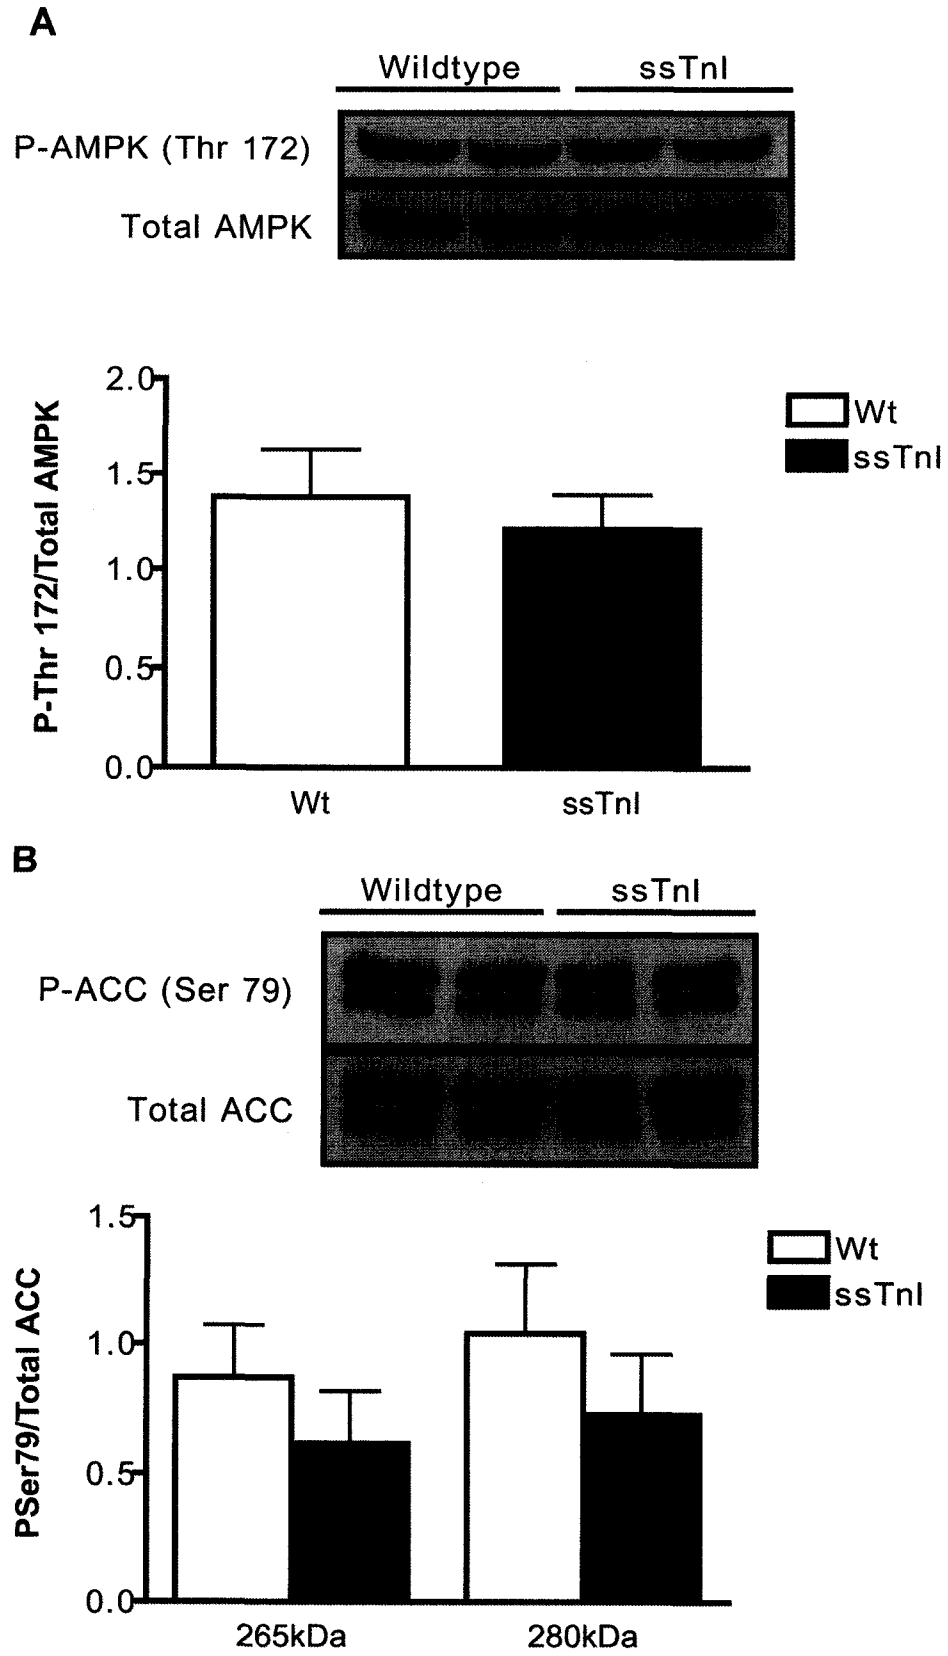 A
Wildtype ssTnI
P-AMPK (Thr 172)
Total AMPK
2.0
1.5
1.0
0.5
0.0
P-Thr 172/Total AMPK
Wt
ssTnI
Wt ssTnI
B
Wildtype ssTnI
P-ACC (Ser 79)
Total ACC
1.5
1.0
0.5
0.0
PSer79/Total ACC
Wt
ssTnI
265kDa 280kDa